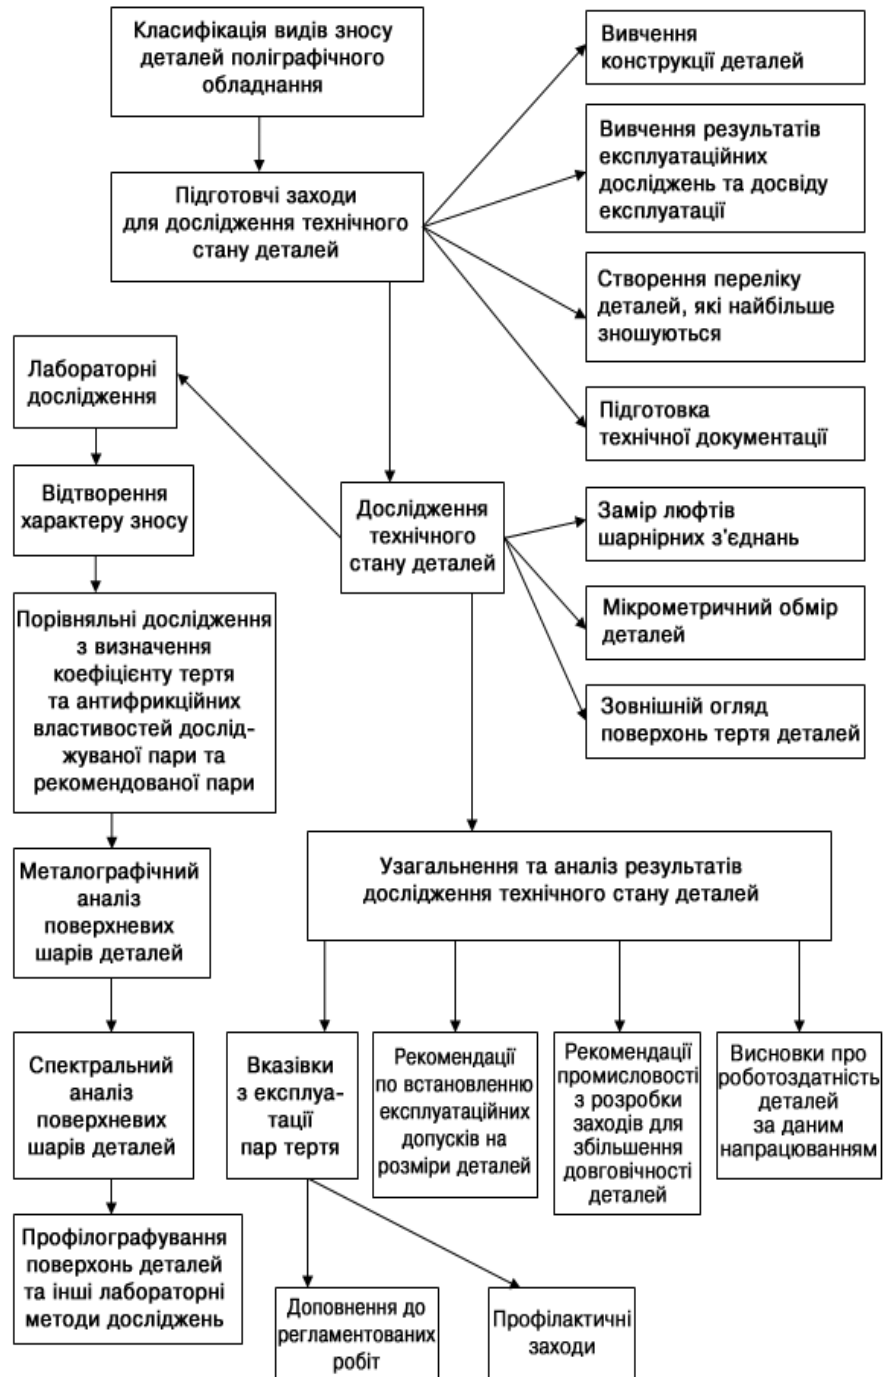 Класифікація видів зносу
деталей поліграфічного
обладнання
Підготовчі заходи
для дослідження технічного
стану деталей
Вивчення
конструкції деталей
Вивчення результатів
експлуатаційних
досліджень та досвіду
експлуатації
Створення переліку
деталей, які найбільше
зношуються
Підготовка
технічної документації
Лабораторні
дослідження
Відтворення
характеру зносу
Порівняльні дослідження
з визначення
коефіцієнту тертя
та антифрикційних
властивостей дослід-
жуваної пари та
рекомендованої пари
Металографічний
аналіз
поверхневих
шарів деталей
Спектральний
аналіз
поверхневих
шарів деталей
Профілографування
поверхонь деталей
та інші лабораторні
методи досліджень
Дослідження
технічного
стану деталей
Замір люфтів
шарнірних з'єднань
Мікрометричний обмір
деталей
Зовнішній огляд
поверхонь тертя деталей
Узагальнення та аналіз результатів
дослідження технічного стану деталей
Вказівки
з експлуа-
тації
пар тертя
Рекомендації
по встановленню
експлуатаційних
допусків на
розміри деталей
Рекомендації
промисловості
з розробки
заходів для
збільшення
довговічності
деталей
Висновки про
роботоздатність
деталей
за даним
напрацюванням
Доповнення до
регламентованих
робіт
Профілактичні
заходи